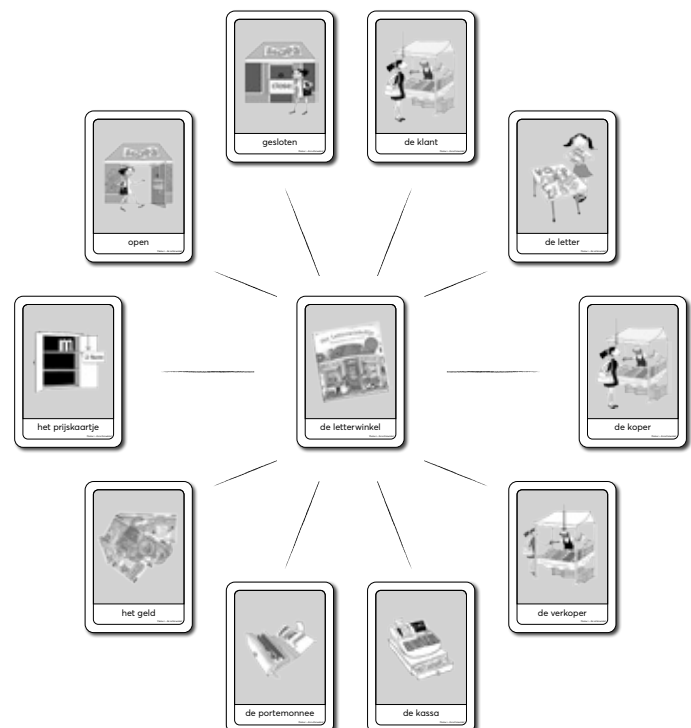 gesloten
de klant
open
de letter
close
het prijskaartje
m
de letterwinkel
de koper
het geld
de verkoper
de portemonnee
de kassa